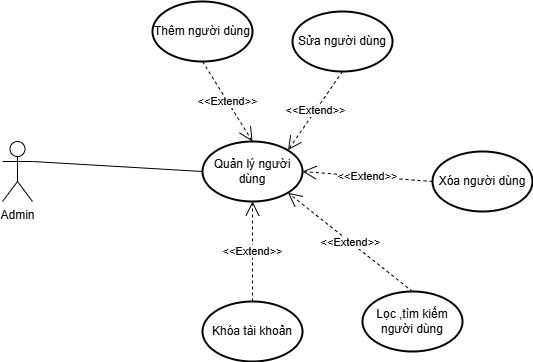 Thêm người dùng
Sửa người dùng
<<Extend>>
<<Extend>>
Quản lý người
dùng
<<Extend>>
Xóa người dùng
Admin
<<Extend>>
<<Extend>>
Khóa tài khoản
Lọc ,tìm kiếm
người dùng